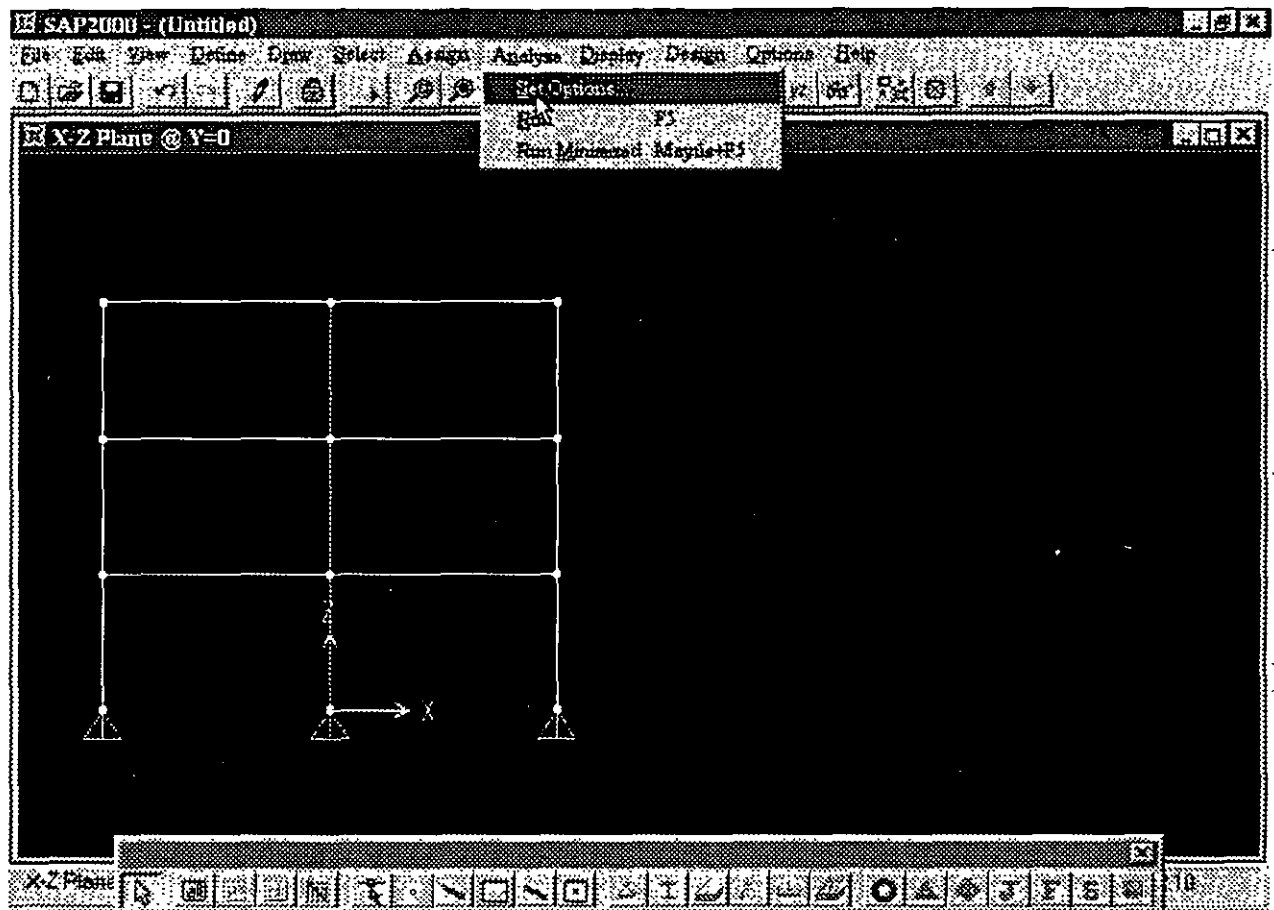 SAP2000 - (Untitled)
File Edit View Define Draw Select Assign Analyze Display Design Options Help
Set Options...
Run F5
Run Minimized Mayús+F5
X-Z Plane @ Y=0
Z
X
X-Z Plane